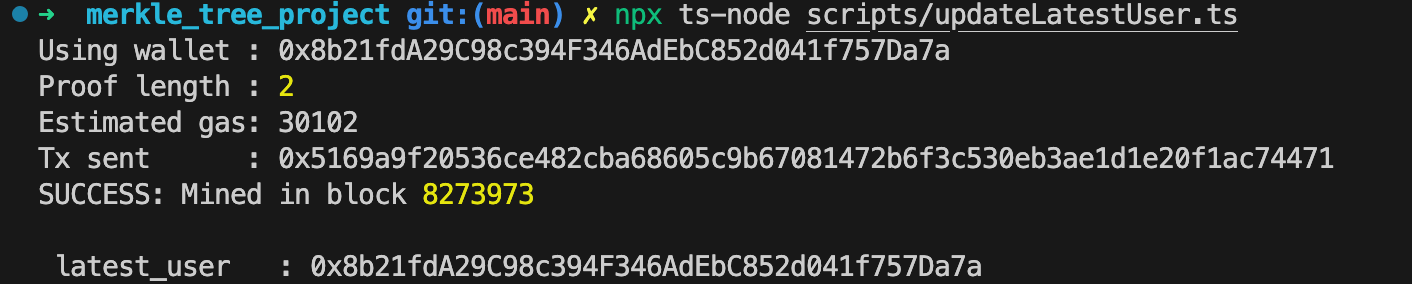 → merkle_tree_project git:(main) ✗ npx ts-node scripts/updateLatestUser.ts
Using wallet : 0x8b21fdA29C98c394F346AdEbC852d041f757Da7a
Proof length : 2
Estimated gas: 30102
Tx sent : 0x5169a9f20536ce482cba68605c9b67081472b6f3c530eb3ae1d1e20f1ac74471
SUCCESS: Mined in block 8273973
latest_user : 0x8b21fdA29C98c394F346AdEbC852d041f757Da7a